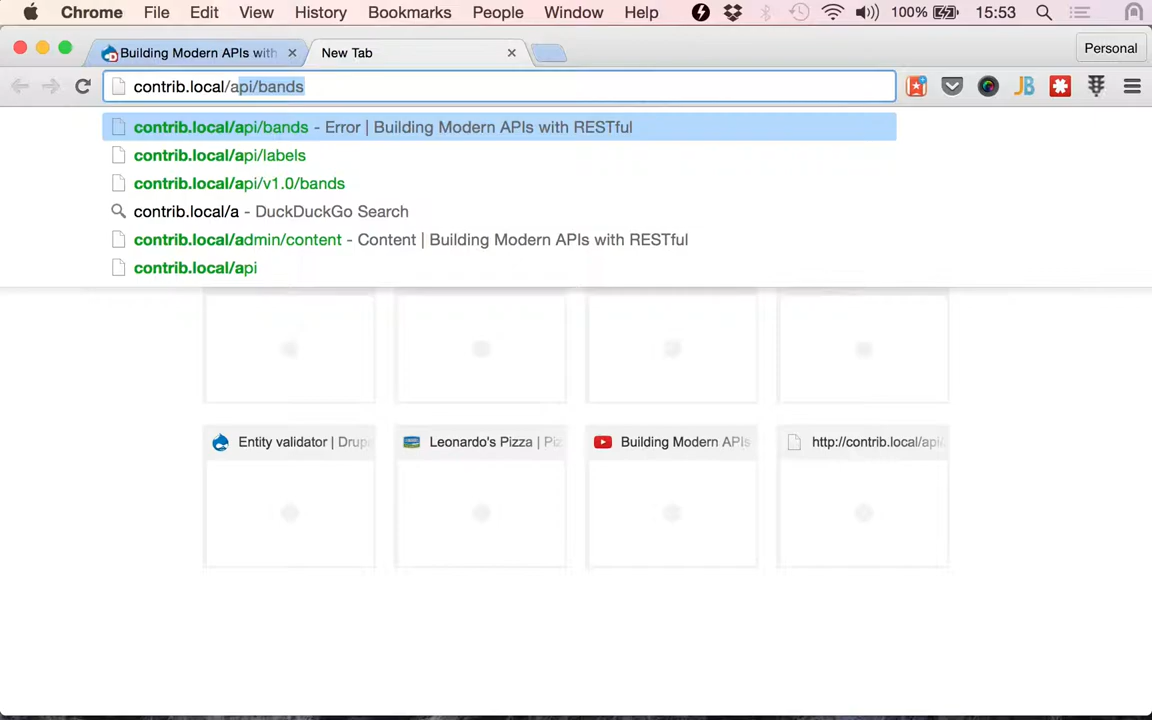 Chrome File Edit View History Bookmarks People Window Help 100% 15:53
Building Modern APIs with New Tab Personal
contrib.local/api/bands JB
contrib.local/api/bands - Error | Building Modern APIs with RESTful
contrib.local/api/labels
contrib.local/api/v1.0/bands
contrib.local/a - DuckDuckGo Search
contrib.local/admin/content - Content | Building Modern APIs with RESTful
contrib.local/api
Entity validator | Drup Leonardo's Pizza | Piz Building Modern APIs http://contrib.local/api/